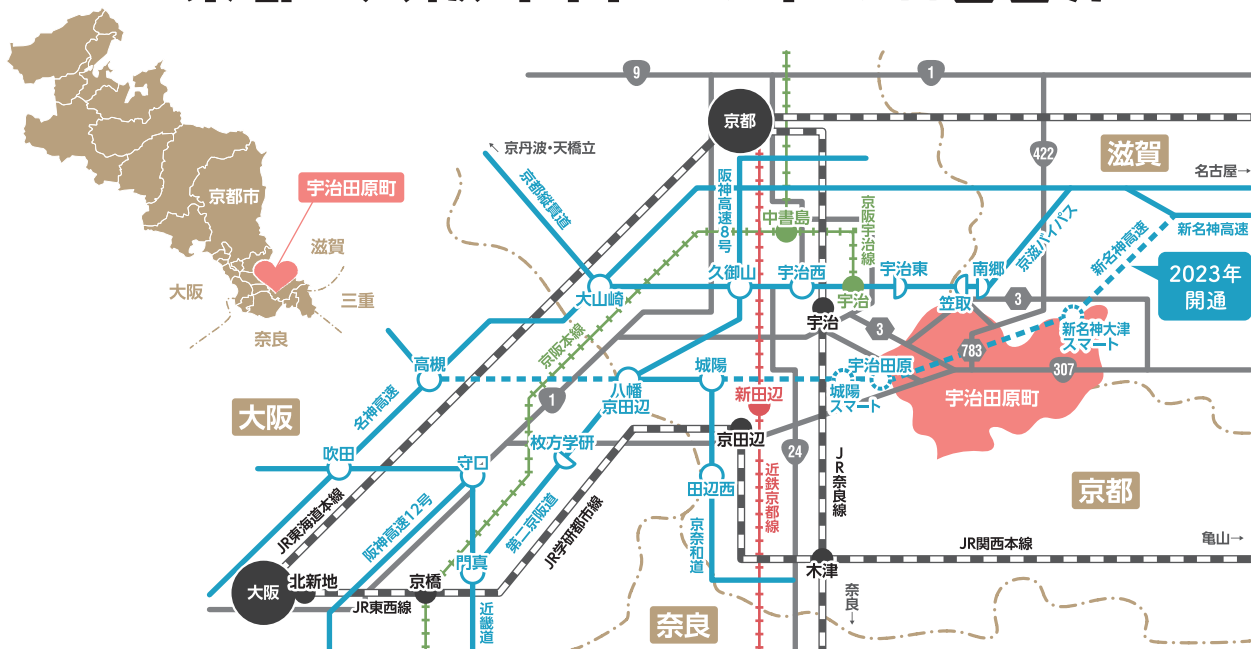 9
1
京都
422
滋賀
名古屋→
京丹波・天橋立
京都縦貫道
阪神高速8号
中書島
京阪宇治線
京都市
宇治田原町
滋賀
大阪
三重
奈良
新名神高速
新名神高速
京滋バイパス
2023年
開通
大山崎
久御山
宇治西
宇治
宇治東
南郷
笠取
3
宇治
3
783
新名神大津
スマート
307
京阪本線
高槻
八幡
京田辺
城陽
城陽
スマート
宇治田原
宇治田原町
名神高速
1
新田辺
大阪
枚方学研
京田辺
24
吹田
守口
田辺西
近鉄京都線
JR奈良線
京都
JR東海道本線
阪神高速12号
第二京阪道
JR学研都市線
京奈和道
JR関西本線
亀山→
門真
木津
大阪
北新地
京橋
JR東西線
近畿道
奈良
奈良→